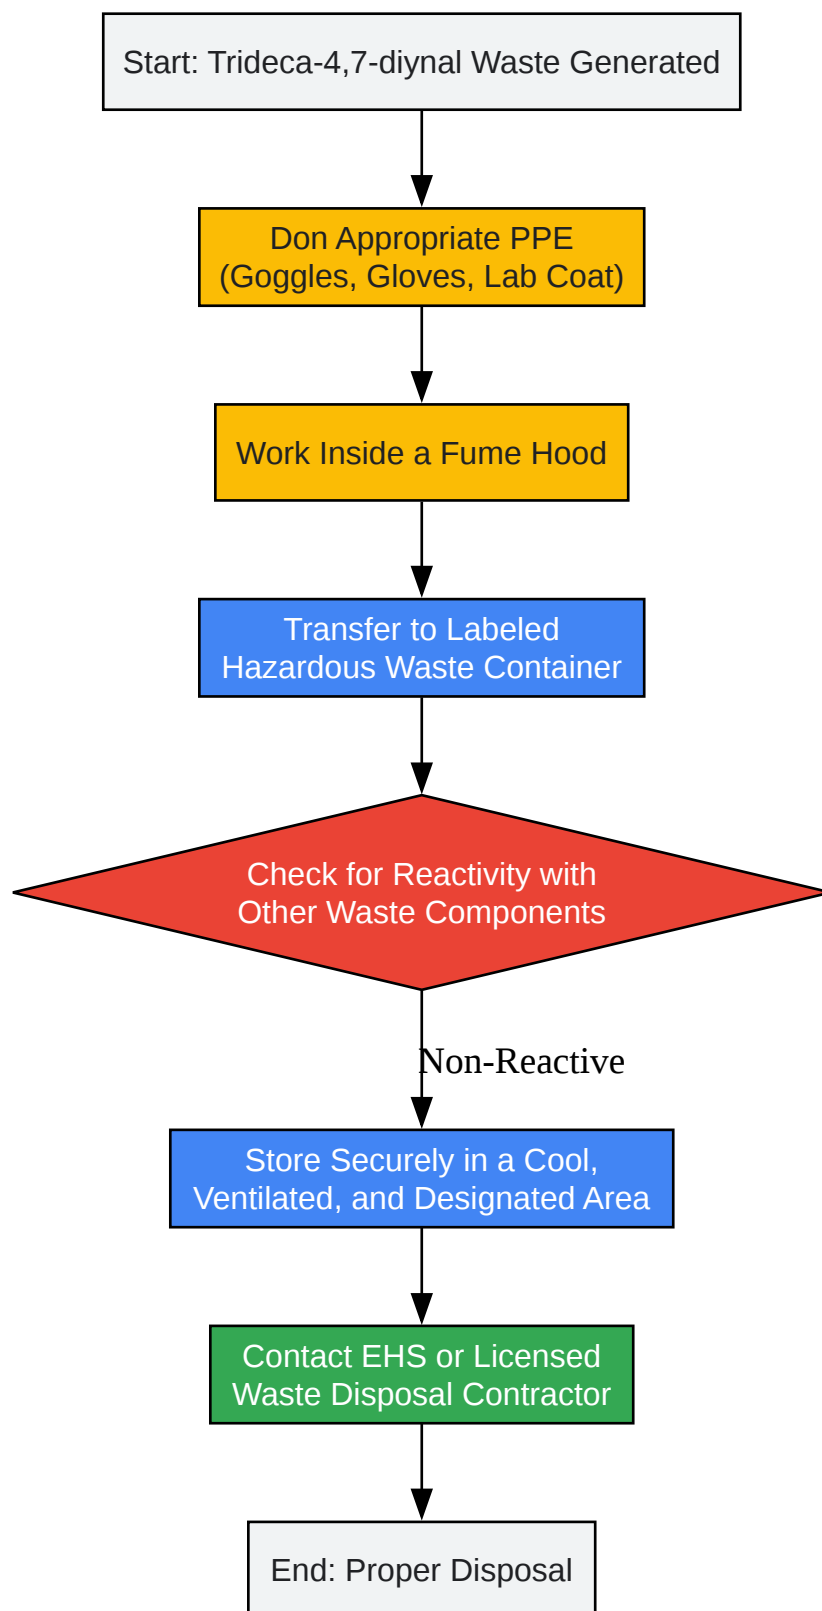 Start: Trideca-4,7-diynal Waste Generated
Don Appropriate PPE
(Goggles, Gloves, Lab Coat)
Work Inside a Fume Hood
Transfer to Labeled
Hazardous Waste Container
Check for Reactivity with
Other Waste Components
Non-Reactive
Store Securely in a Cool,
Ventilated, and Designated Area
Contact EHS or Licensed
Waste Disposal Contractor
End: Proper Disposal